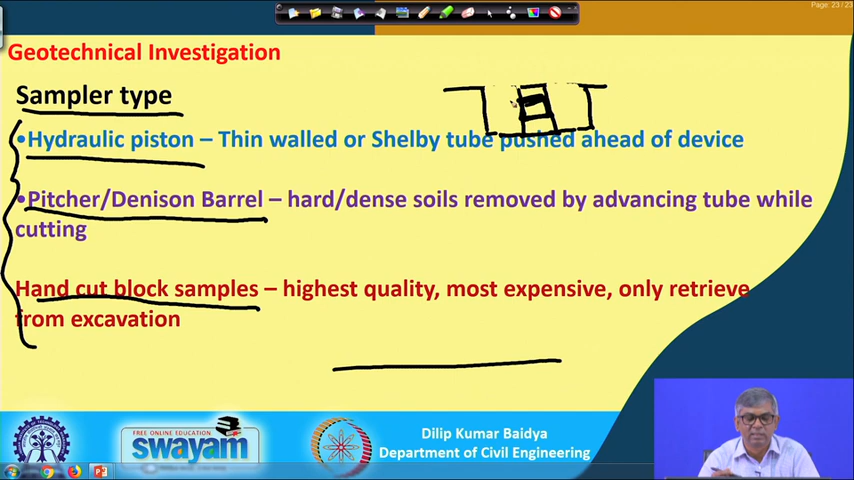 Page: 23 / 23
Geotechnical Investigation
Sampler type
•Hydraulic piston – Thin walled or Shelby tube pushed ahead of device
•Pitcher/Denison Barrel – hard/dense soils removed by advancing tube while
cutting
Hand cut block samples – highest quality, most expensive, only retrieve
from excavation
FREE ONLINE EDUCATION
swayam
Dilip Kumar Baidya
Department of Civil Engineering